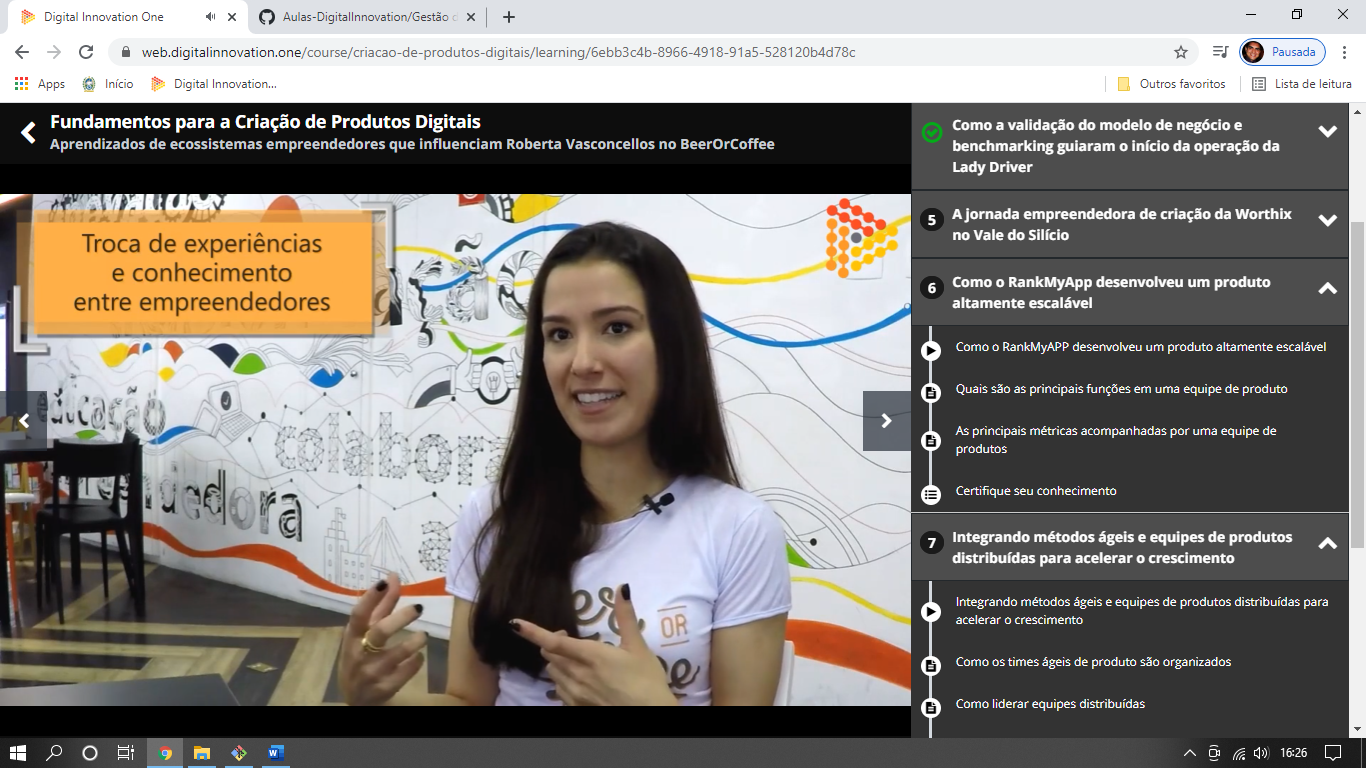 Digital Innovation One
Aulas-DigitalInnovation/Gestão d
web.digitalinnovation.one/course/criacao-de-produtos-digitais/learning/6ebb3c4b-8966-4918-91a5-528120b4d78c
Pausada
Apps
Início
Digital Innovation...
Outros favoritos
Lista de leitura
Fundamentos para a Criação de Produtos Digitais
Aprendizados de ecossistemas empreendedores que influenciam Roberta Vasconcellos no BeerOrCoffee
Troca de experiências
e conhecimento
entre empreendedores
colabora
OR
Como a validação do modelo de negócio e
benchmarking guiaram o início da operação da
Lady Driver
5
A jornada empreendedora de criação da Worthix
no Vale do Silício
6
Como o RankMyApp desenvolveu um produto
altamente escalável
Como o RankMyAPP desenvolveu um produto altamente escalável
Quais são as principais funções em uma equipe de produto
As principais métricas acompanhadas por uma equipe de
produtos
Certifique seu conhecimento
7
Integrando métodos ágeis e equipes de produtos
distribuídas para acelerar o crescimento
Integrando métodos ágeis e equipes de produtos distribuídas para
acelerar o crescimento
Como os times ágeis de produto são organizados
Como liderar equipes distribuídas
16:26